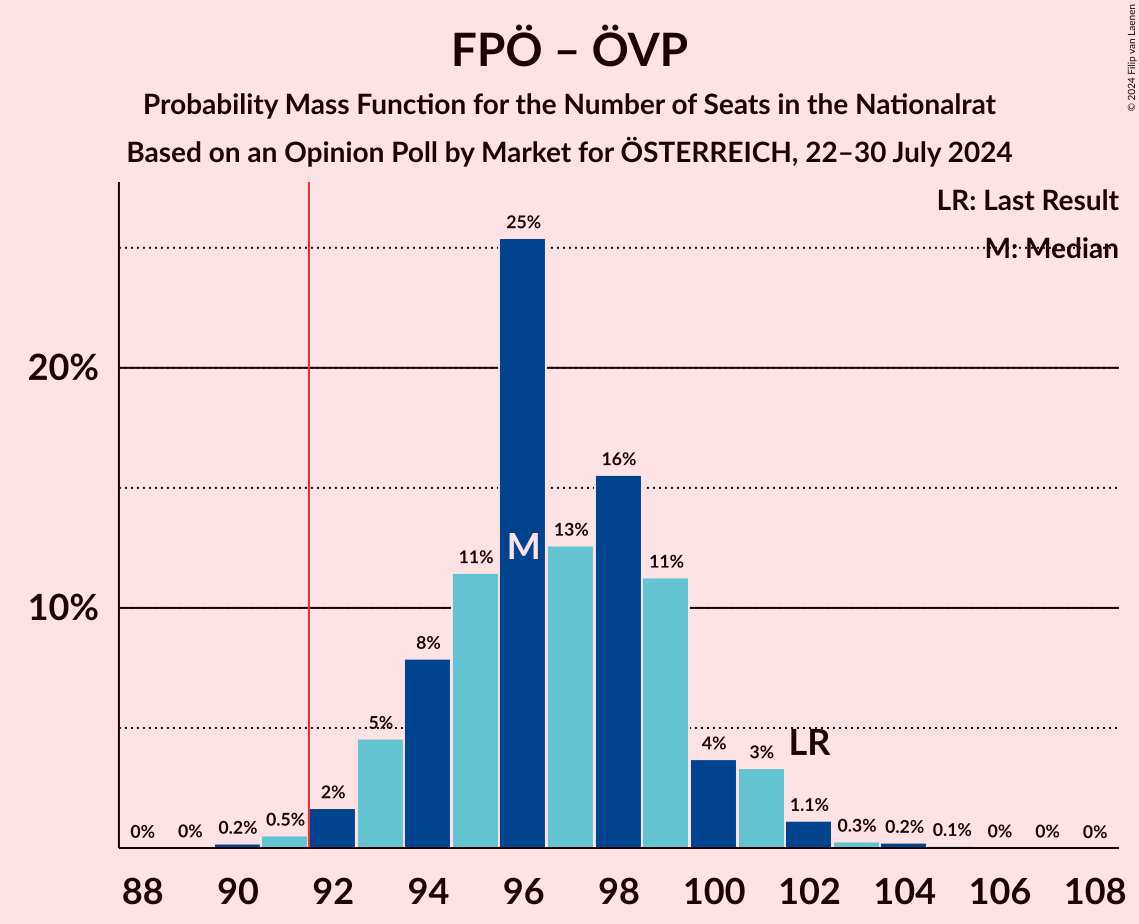 FPÖ – ÖVP
Probability Mass Function for the Number of Seats in the Nationalrat
Based on an Opinion Poll by Market for ÖSTERREICH, 22–30 July 2024
© 2024 Filip van Laenen
LR: Last Result
M: Median
20%
10%
0%
0%
0.2%
0.5%
2%
5%
8%
11%
25%
13%
16%
11%
4%
3%
1.1%
0.3%
0.2%
0.1%
0%
0%
0%
M
LR
88 90 92 94 96 98 100 102 104 106 108